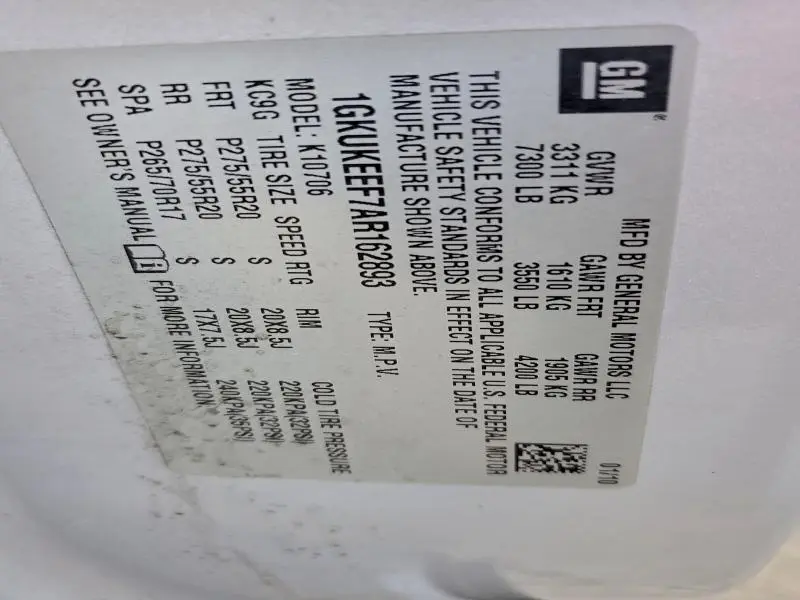 GM®
MFD BY GENERAL MOTORS LLC 01/10
GVWR GAWR FRT GAWR RR
3311 KG 1610 KG 1905 KG
7300 LB 3550 LB 4200 LB
THIS VEHICLE CONFORMS TO ALL APPLICABLE U.S. FEDERAL MOTOR
VEHICLE SAFETY STANDARDS IN EFFECT ON THE DATE OF
MANUFACTURE SHOWN ABOVE.
1GKUKEEF7AR162893 TYPE: M.P.V.
MODEL: K10706
KC9G TIRE SIZE SPEED RTG RIM COLD TIRE PRESSURE
FRT P275/55R20 S 20X8.5J 220KPA(32PSI)
RR P275/55R20 S 20X8.5J 220KPA(32PSI)
SPA P265/70R17 S 17X7.5J 240KPA(35PSI)
SEE OWNER'S MANUAL FOR MORE INFORMATION